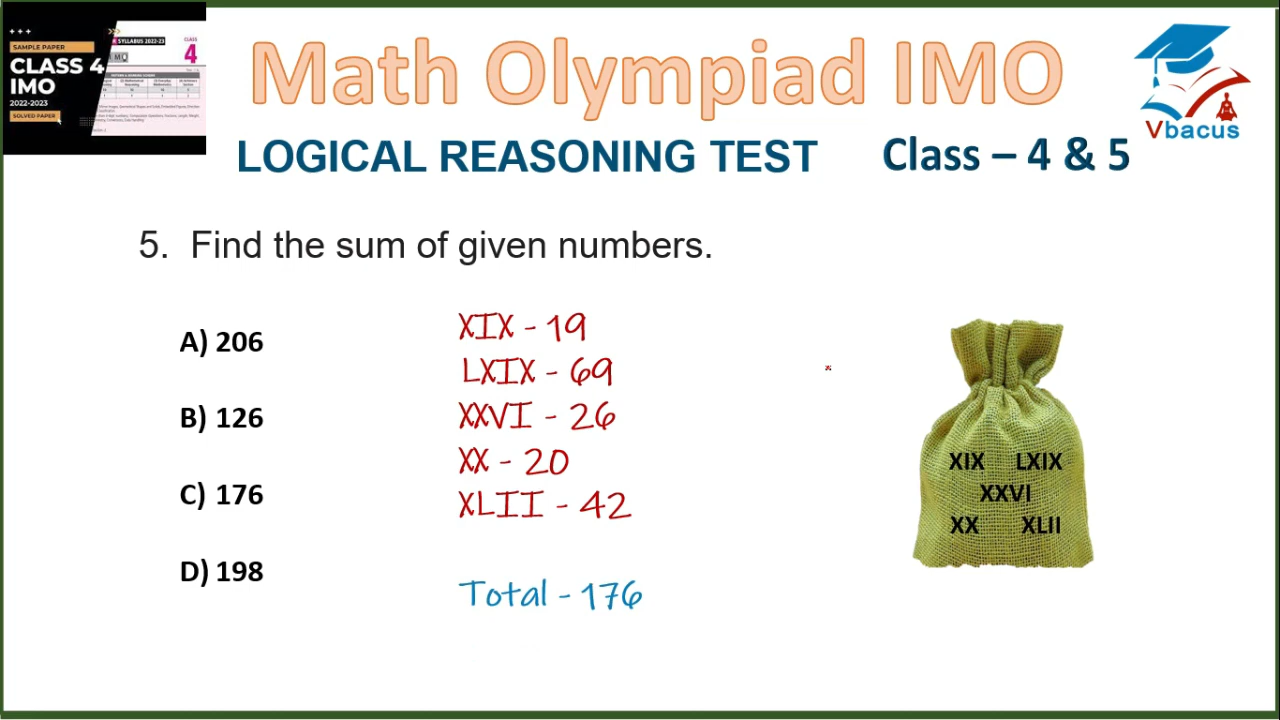 + + +
SAMPLE PAPER
CLASS 4
IMO
2022-2023
SOLVED PAPER
SYLLABUS 2022-23
CLASS
4
Math Olympiad IMO
Vbacus
LOGICAL REASONING TEST
Class – 4 & 5
5. Find the sum of given numbers.
A) 206
B) 126
C) 176
D) 198
XIX - 19
LXIX - 69
XXVI - 26
XX - 20
XLII - 42
Total - 176
XIX LXIX
XXVI
XX XLII